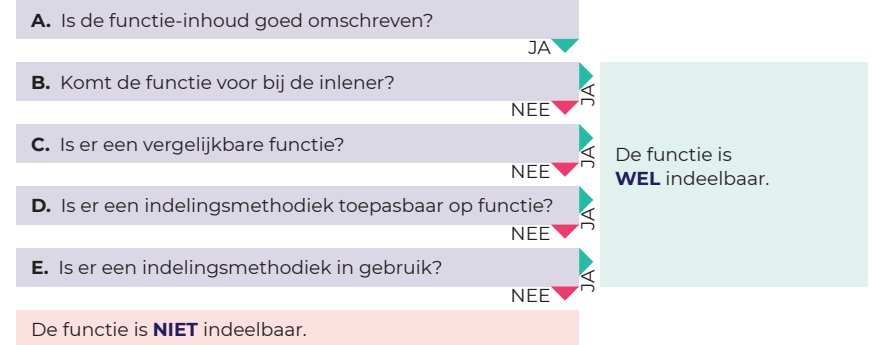 A. Is de functie-inhoud goed omschreven?
JA
B. Komt de functie voor bij de inlener?
JA
NEE
C. Is er een vergelijkbare functie?
JA
NEE
D. Is er een indelingsmethodiek toepasbaar op functie?
JA
NEE
E. Is er een indelingsmethodiek in gebruik?
JA
NEE
De functie is
WEL indeelbaar.
De functie is NIET indeelbaar.